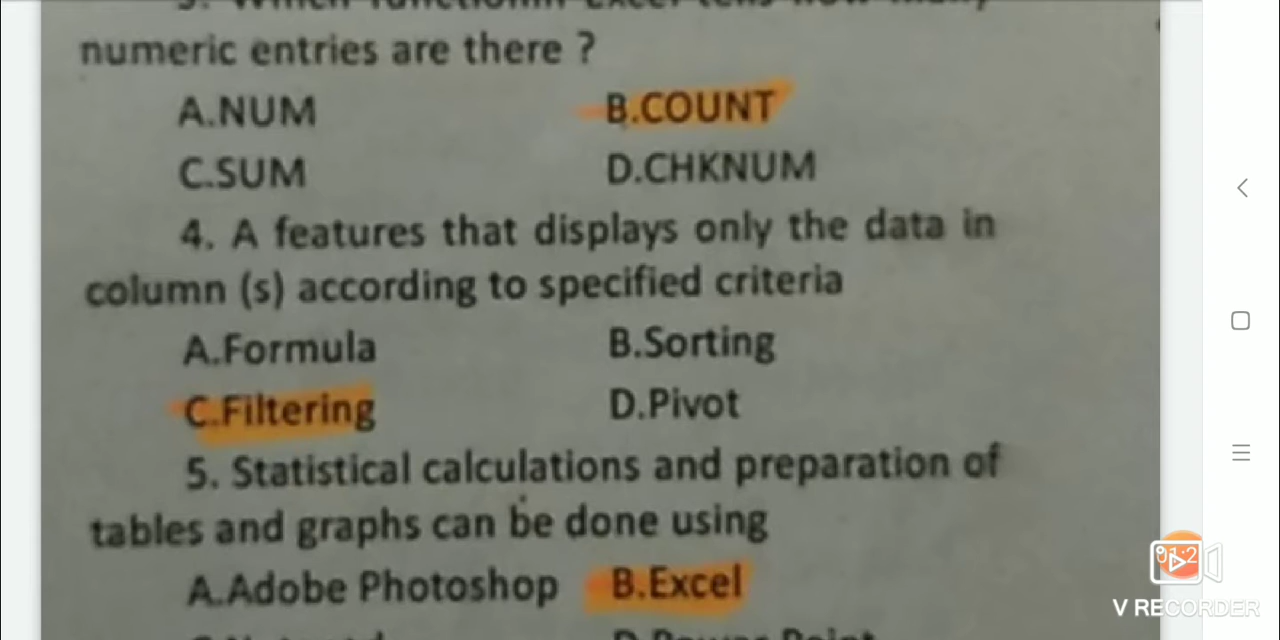 numeric entries are there ?
A.NUM B.COUNT
C.SUM D.CHKNUM
4. A features that displays only the data in
column (s) according to specified criteria
A.Formula B.Sorting
C.Filtering D.Pivot
5. Statistical calculations and preparation of
tables and graphs can be done using
A.Adobe Photoshop B.Excel
V RECORDER